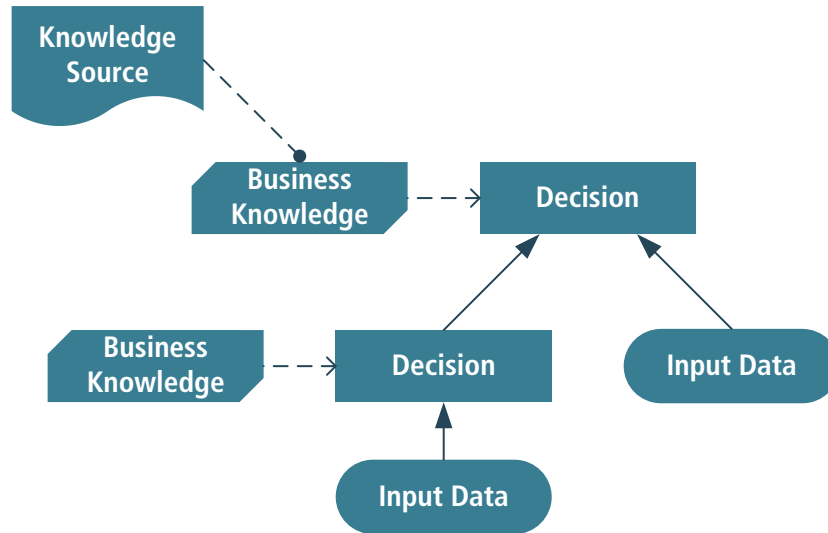 Knowledge
Source
Business
Knowledge
Decision
Business
Knowledge
Decision
Input Data
Input Data